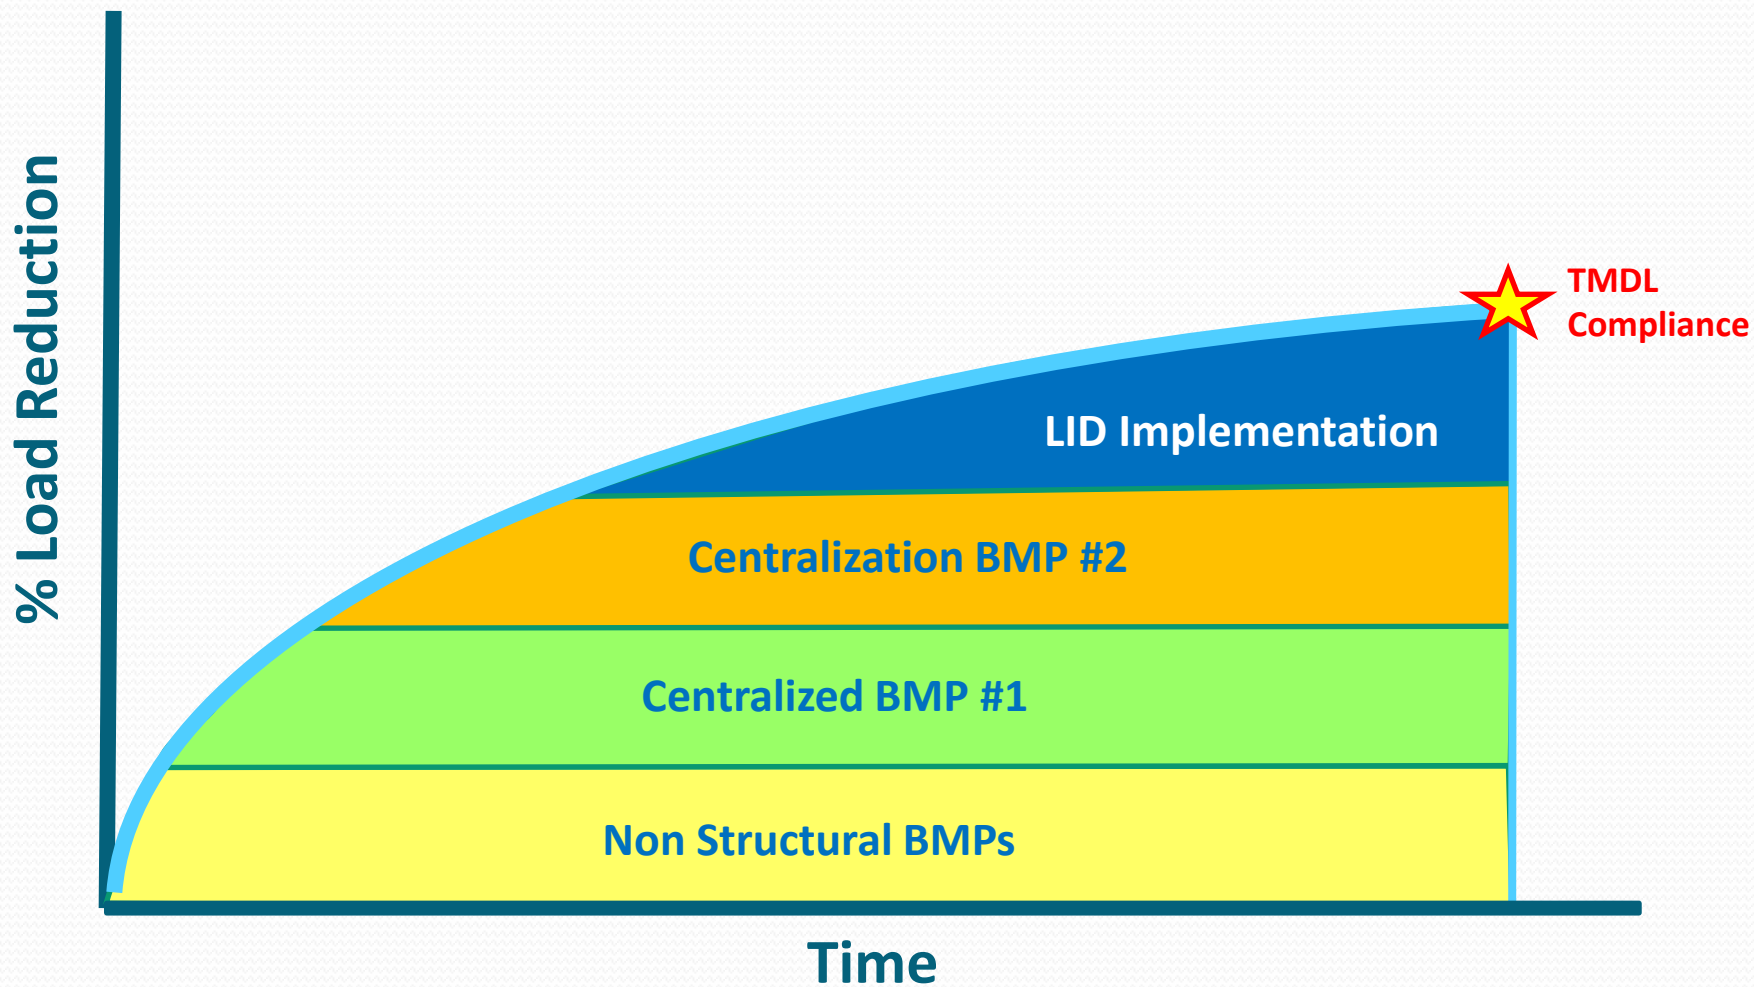 % Load Reduction
TMDL
Compliance
LID Implementation
Centralization BMP #2
Centralized BMP #1
Non Structural BMPs
Time